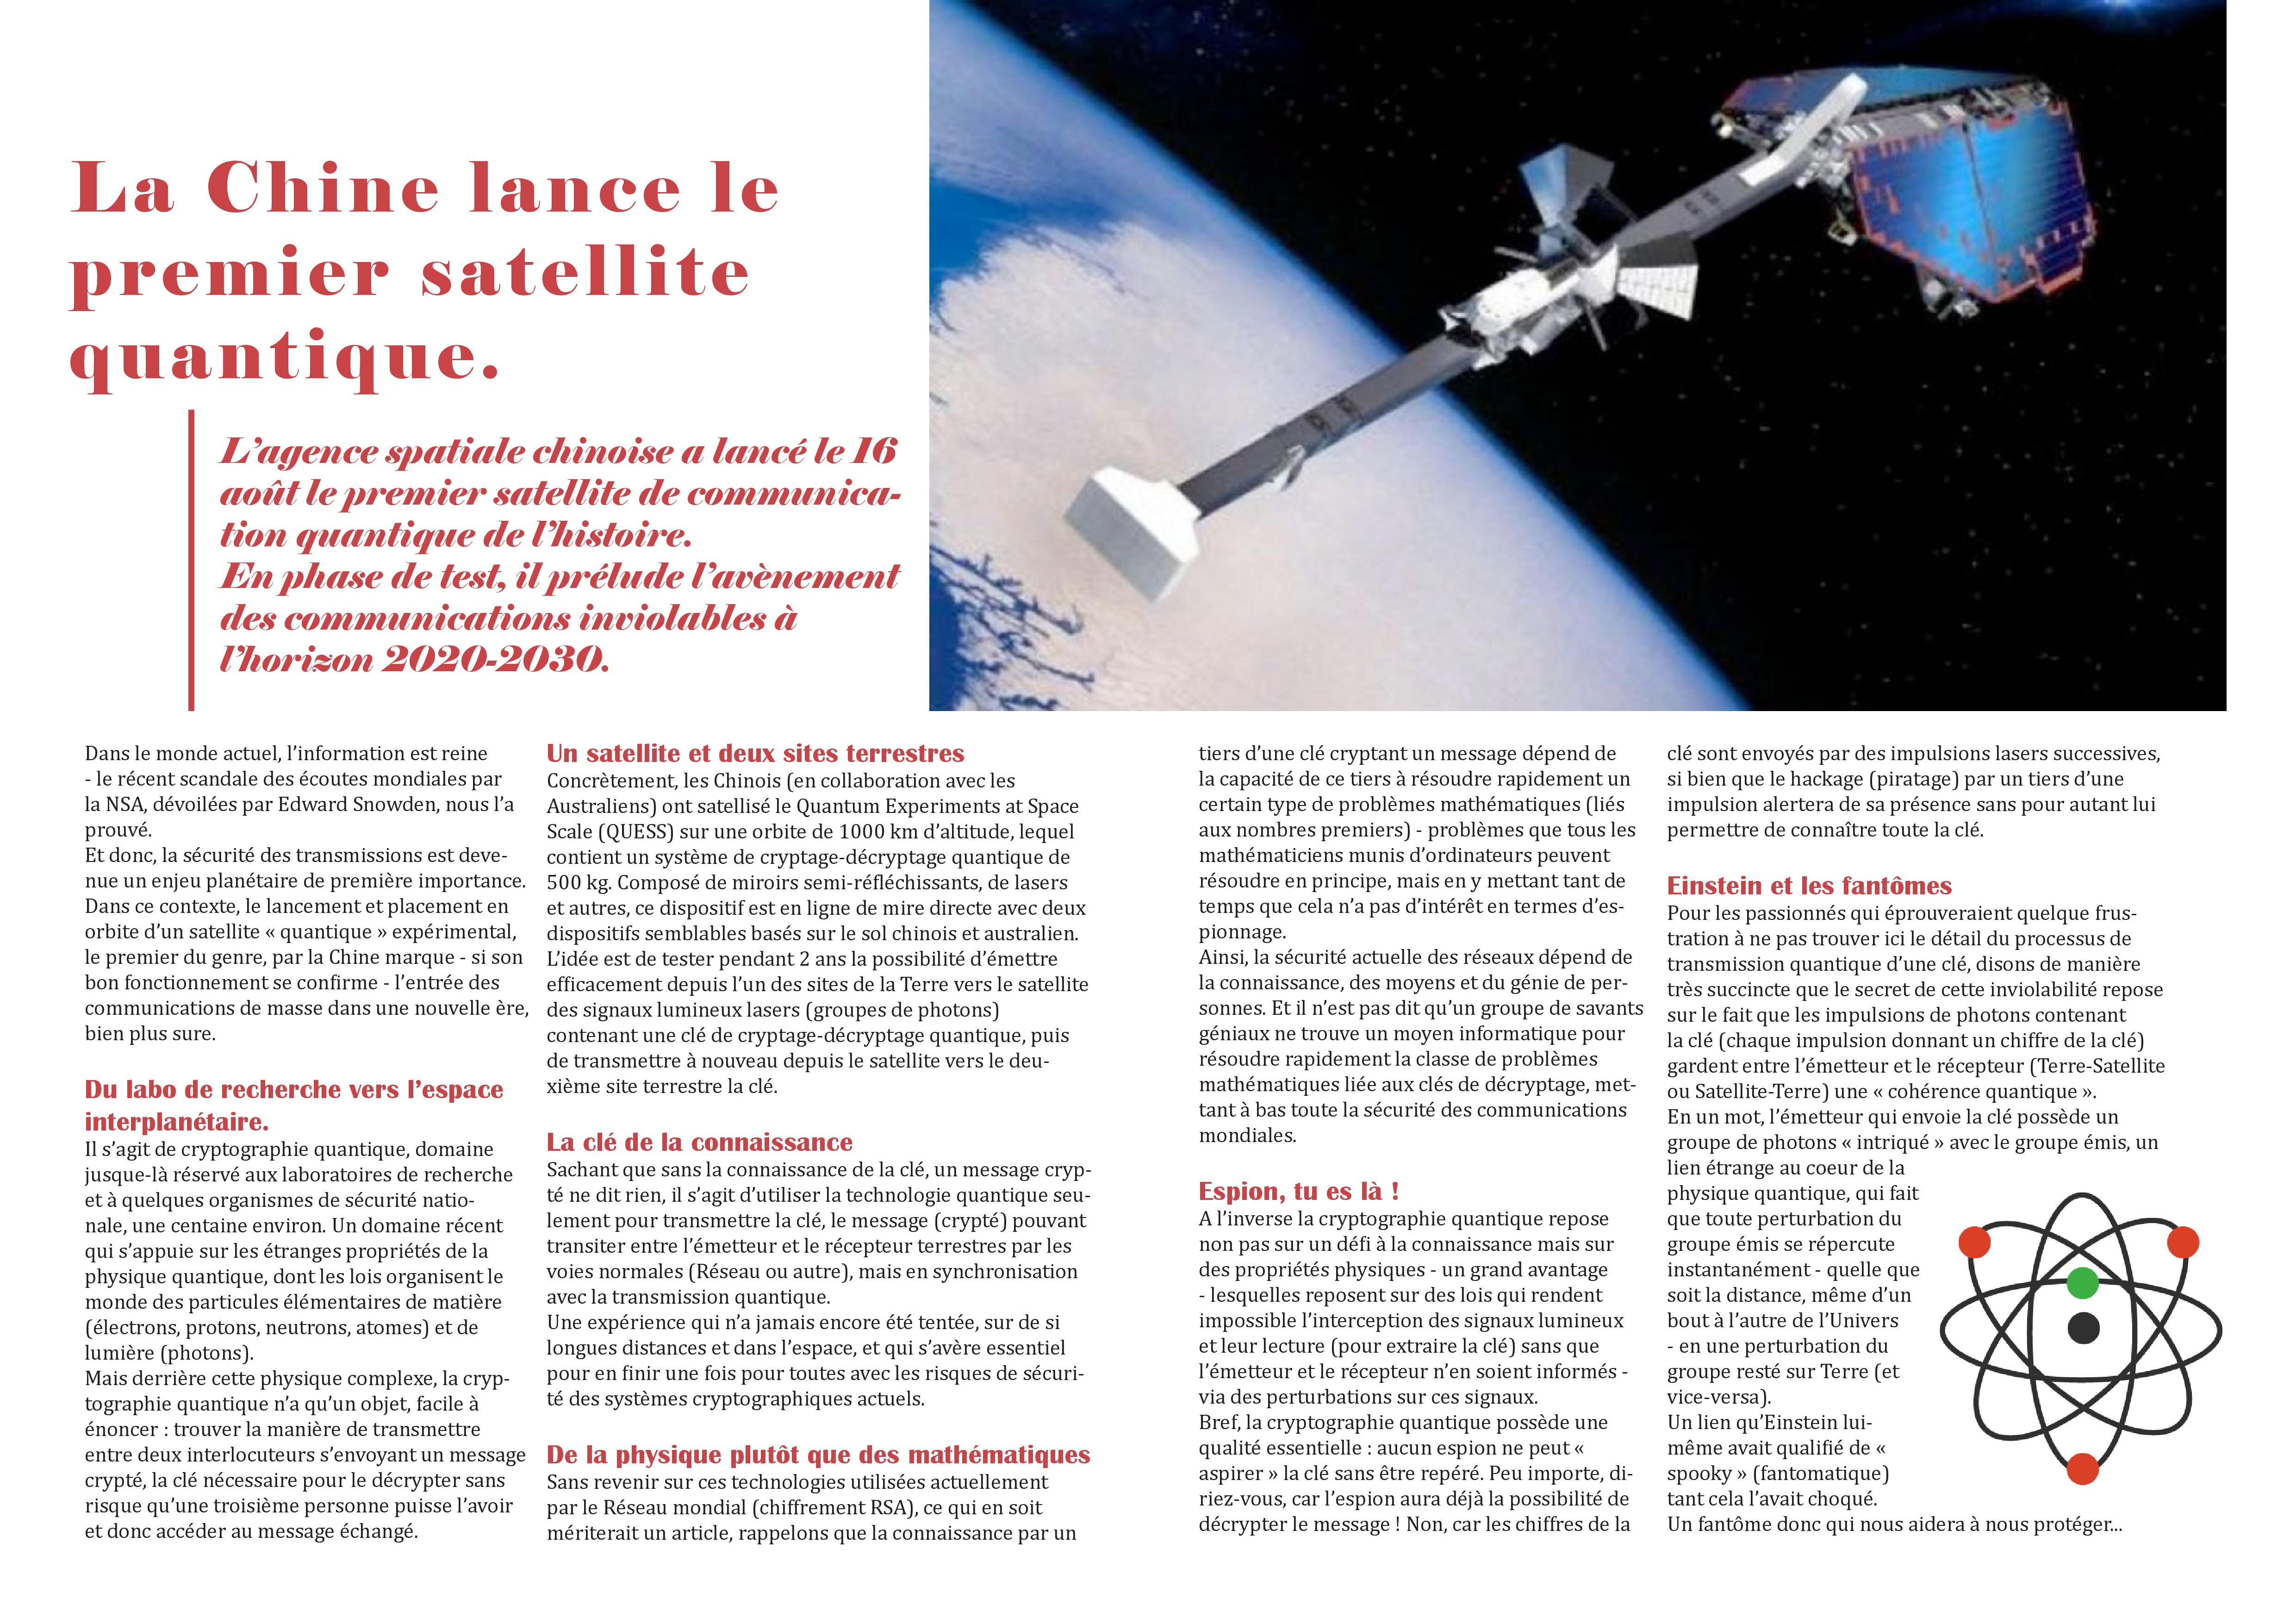 La Chine lance le
premier satellite
quantique.
L’agence spatiale chinoise a lancé le 16
août le premier satellite de communica-
tion quantique de l’histoire.
En phase de test, il prélude l’avènement
des communications inviolables à
l’horizon 2020-2030.
Dans le monde actuel, l’information est reine
- le récent scandale des écoutes mondiales par
la NSA, dévoilées par Edward Snowden, nous l’a
prouvé.
Et donc, la sécurité des transmissions est deve-
nue un enjeu planétaire de première importance.
Dans ce contexte, le lancement et placement en
orbite d’un satellite « quantique » expérimental,
le premier du genre, par la Chine marque - si son
bon fonctionnement se confirme - l’entrée des
communications de masse dans une nouvelle ère,
bien plus sure.
Du labo de recherche vers l’espace
interplanétaire.
Il s’agit de cryptographie quantique, domaine
jusque-là réservé aux laboratoires de recherche
et à quelques organismes de sécurité natio-
nale, une centaine environ. Un domaine récent
qui s’appuie sur les étranges propriétés de la
physique quantique, dont les lois organisent le
monde des particules élémentaires de matière
(électrons, protons, neutrons, atomes) et de
lumière (photons).
Mais derrière cette physique complexe, la cryp-
tographie quantique n’a qu’un objet, facile à
énoncer : trouver la manière de transmettre
entre deux interlocuteurs s’envoyant un message
crypté, la clé nécessaire pour le décrypter sans
risque qu’une troisième personne puisse l’avoir
et donc accéder au message échangé.
Un satellite et deux sites terrestres
Concrètement, les Chinois (en collaboration avec les
Australiens) ont satellisé le Quantum Experiments at Space
Scale (QUESS) sur une orbite de 1000 km d’altitude, lequel
contient un système de cryptage-décryptage quantique de
500 kg. Composé de miroirs semi-réfléchissants, de lasers
et autres, ce dispositif est en ligne de mire directe avec deux
dispositifs semblables basés sur le sol chinois et australien.
L’idée est de tester pendant 2 ans la possibilité d’émettre
efficacement depuis l’un des sites de la Terre vers le satellite
des signaux lumineux lasers (groupes de photons)
contenant une clé de cryptage-décryptage quantique, puis
de transmettre à nouveau depuis le satellite vers le deu-
xième site terrestre la clé.
La clé de la connaissance
Sachant que sans la connaissance de la clé, un message cryp-
té ne dit rien, il s’agit d’utiliser la technologie quantique seu-
lement pour transmettre la clé, le message (crypté) pouvant
transiter entre l’émetteur et le récepteur terrestres par les
voies normales (Réseau ou autre), mais en synchronisation
avec la transmission quantique.
Une expérience qui n’a jamais encore été tentée, sur de si
longues distances et dans l’espace, et qui s’avère essentiel
pour en finir une fois pour toutes avec les risques de sécuri-
té des systèmes cryptographiques actuels.
De la physique plutôt que des mathématiques
Sans revenir sur ces technologies utilisées actuellement
par le Réseau mondial (chiffrement RSA), ce qui en soit
mériterait un article, rappelons que la connaissance par un
tiers d’une clé cryptant un message dépend de
la capacité de ce tiers à résoudre rapidement un
certain type de problèmes mathématiques (liés
aux nombres premiers) - problèmes que tous les
mathématiciens munis d’ordinateurs peuvent
résoudre en principe, mais en y mettant tant de
temps que cela n’a pas d’intérêt en termes d’es-
pionnage.
Ainsi, la sécurité actuelle des réseaux dépend de
la connaissance, des moyens et du génie de per-
sonnes. Et il n’est pas dit qu’un groupe de savants
géniaux ne trouve un moyen informatique pour
résoudre rapidement la classe de problèmes
mathématiques liée aux clés de décryptage, met-
tant à bas toute la sécurité des communications
mondiales.
Espion, tu es là !
A l’inverse la cryptographie quantique repose
non pas sur un défi à la connaissance mais sur
des propriétés physiques - un grand avantage
- lesquelles reposent sur des lois qui rendent
impossible l’interception des signaux lumineux
et leur lecture (pour extraire la clé) sans que
l’émetteur et le récepteur n’en soient informés -
via des perturbations sur ces signaux.
Bref, la cryptographie quantique possède une
qualité essentielle : aucun espion ne peut «
aspirer » la clé sans être repéré. Peu importe, di-
riez-vous, car l’espion aura déjà la possibilité de
décrypter le message ! Non, car les chiffres de la
clé sont envoyés par des impulsions lasers successives,
si bien que le hackage (piratage) par un tiers d’une
impulsion alertera de sa présence sans pour autant lui
permettre de connaître toute la clé.
Einstein et les fantômes
Pour les passionnés qui éprouveraient quelque frus-
tration à ne pas trouver ici le détail du processus de
transmission quantique d’une clé, disons de manière
très succincte que le secret de cette inviolabilité repose
sur le fait que les impulsions de photons contenant
la clé (chaque impulsion donnant un chiffre de la clé)
gardent entre l’émetteur et le récepteur (Terre-Satellite
ou Satellite-Terre) une « cohérence quantique ».
En un mot, l’émetteur qui envoie la clé possède un
groupe de photons « intriqué » avec le groupe émis, un
lien étrange au coeur de la
physique quantique, qui fait
que toute perturbation du
groupe émis se répercute
instantanément - quelle que
soit la distance, même d’un
bout à l’autre de l’Univers
- en une perturbation du
groupe resté sur Terre (et
vice-versa).
Un lien qu’Einstein lui-
même avait qualifié de «
spooky » (fantomatique)
tant cela l’avait choqué.
Un fantôme donc qui nous aidera à nous protéger...